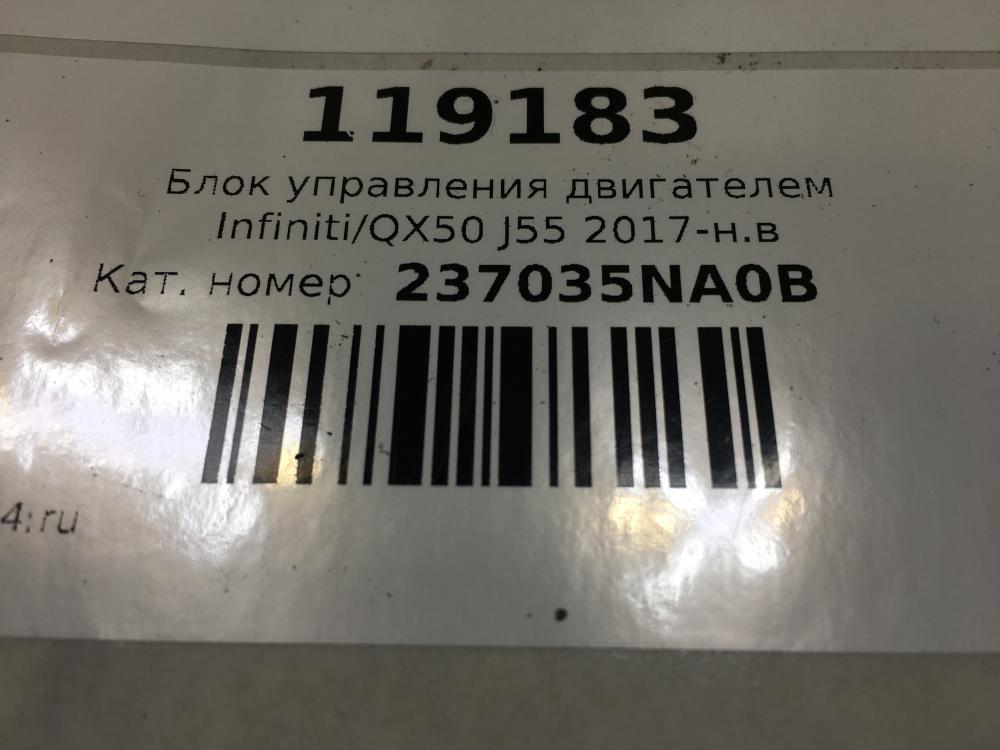 119183
Блок управления двигателем
Infiniti/QX50 J55 2017-н.в
Кат. номер 237035NA0B
4.ru